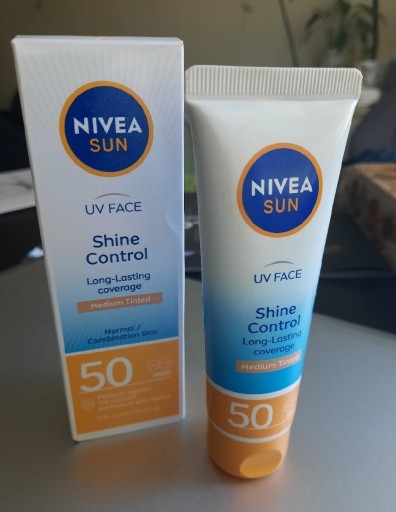 NIVEA
SUN
UV FACE
Shine
Control
Long-Lasting
coverage
Medium Tinted
Normal /
Combination Skin
50
NIVEA
SUN
UV FACE
Shine
Control
Long-Lasting
coverage
Medium Tinted
50